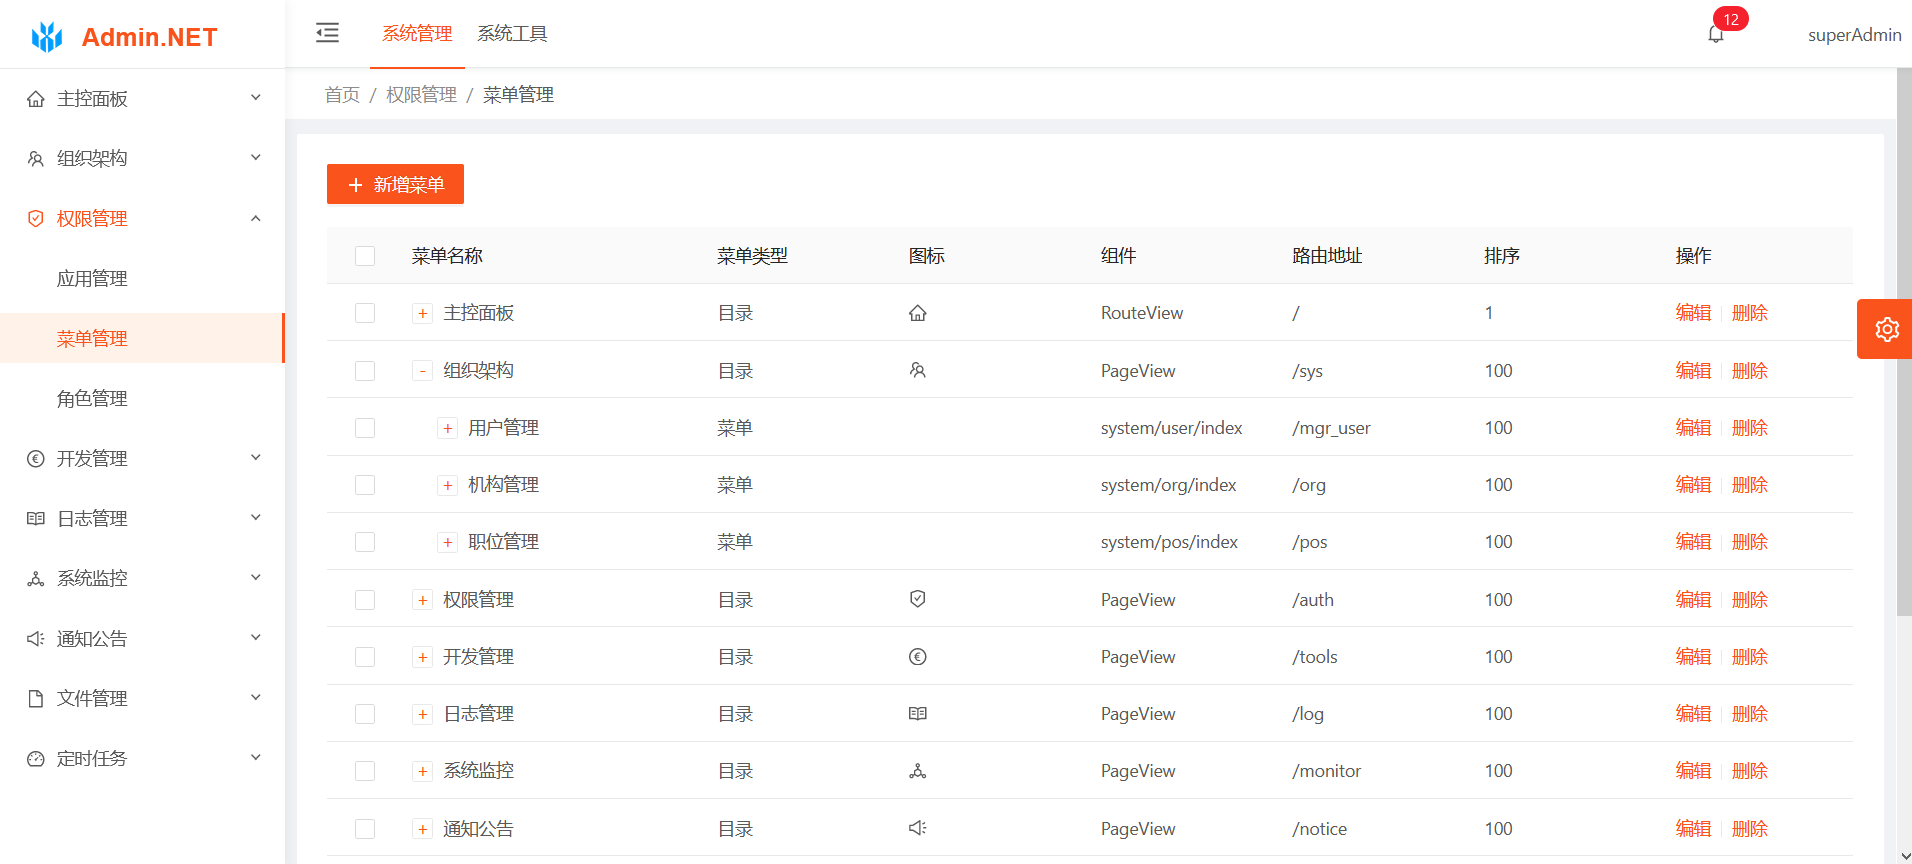 Admin.NET
系统管理 系统工具
12
superAdmin
首页 / 权限管理 / 菜单管理
主控面板
组织架构
权限管理
应用管理
菜单管理
角色管理
开发管理
日志管理
系统监控
通知公告
文件管理
定时任务
+ 新增菜单
菜单名称 菜单类型 图标 组件 路由地址 排序 操作
+ 主控面板 目录 RouteView / 1 编辑 删除
- 组织架构 目录 PageView /sys 100 编辑 删除
+ 用户管理 菜单 system/user/index /mgr_user 100 编辑 删除
+ 机构管理 菜单 system/org/index /org 100 编辑 删除
+ 职位管理 菜单 system/pos/index /pos 100 编辑 删除
+ 权限管理 目录 PageView /auth 100 编辑 删除
+ 开发管理 目录 PageView /tools 100 编辑 删除
+ 日志管理 目录 PageView /log 100 编辑 删除
+ 系统监控 目录 PageView /monitor 100 编辑 删除
+ 通知公告 目录 PageView /notice 100 编辑 删除